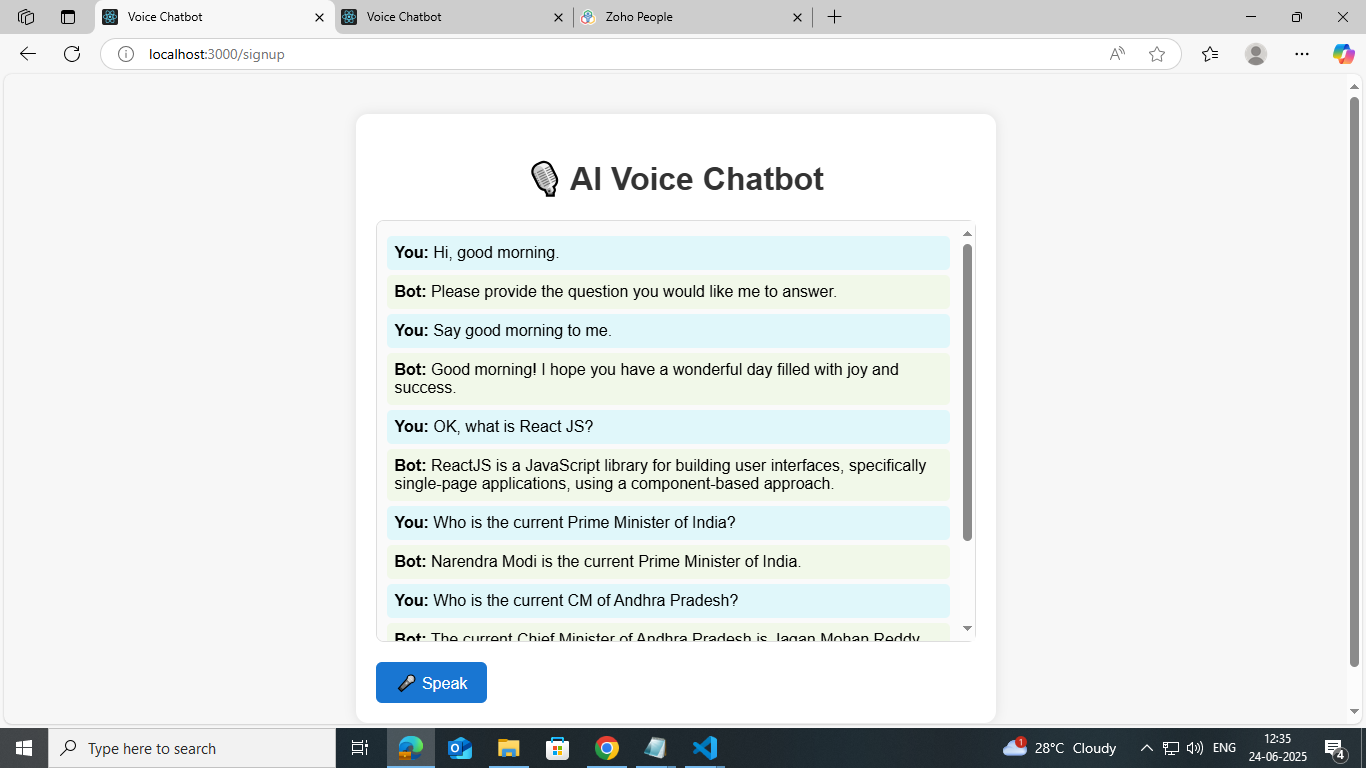 Voice Chatbot
Voice Chatbot
Zoho People
localhost:3000/signup
AI Voice Chatbot
You: Hi, good morning.
Bot: Please provide the question you would like me to answer.
You: Say good morning to me.
Bot: Good morning! I hope you have a wonderful day filled with joy and
success.
You: OK, what is React JS?
Bot: ReactJS is a JavaScript library for building user interfaces, specifically
single-page applications, using a component-based approach.
You: Who is the current Prime Minister of India?
Bot: Narendra Modi is the current Prime Minister of India.
You: Who is the current CM of Andhra Pradesh?
Bot: The current Chief Minister of Andhra Pradesh is Jagan Mohan Reddy
Speak
Type here to search
1
28°C Cloudy
ENG
12:35
24-06-2025
4